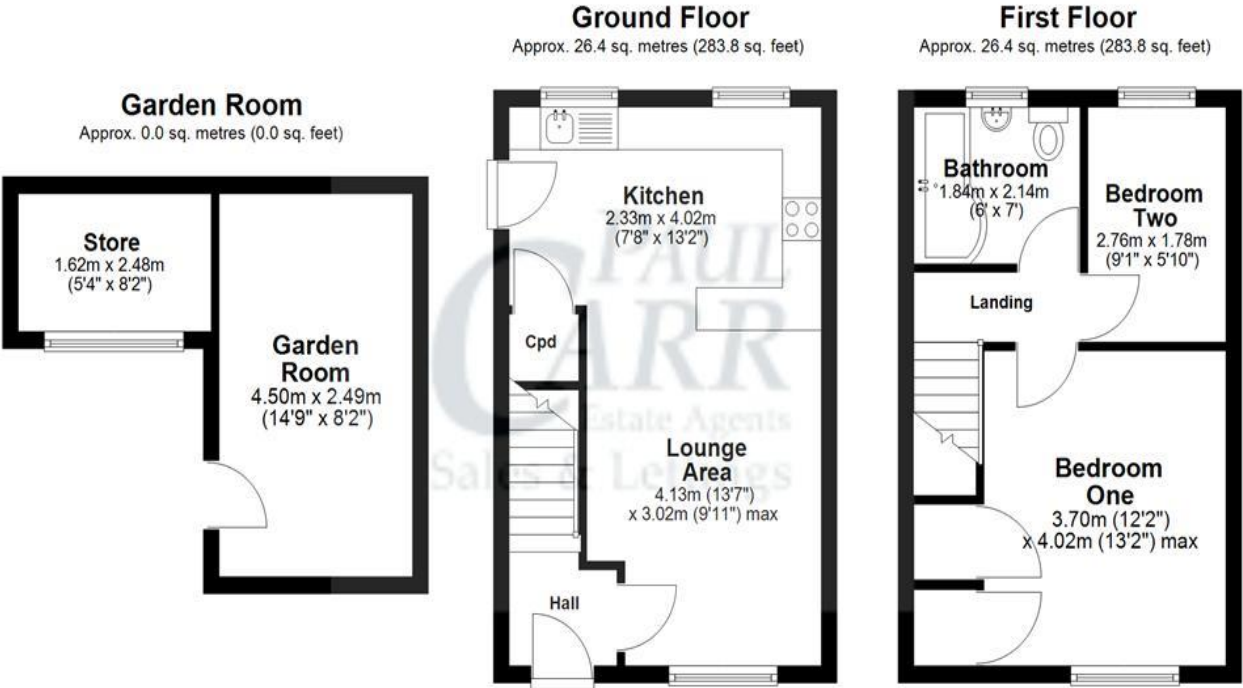 Garden Room
Approx. 0.0 sq. metres (0.0 sq. feet)
Store
1.62m x 2.48m
(5'4" x 8'2")
Garden
Room
4.50m x 2.49m
(14'9" x 8'2")
Ground Floor
Approx. 26.4 sq. metres (283.8 sq. feet)
Kitchen
2.33m x 4.02m
(7'8" x 13'2")
Cpd
PAUL
CARR
Estate Agents
Sales & Lettings
Lounge
Area
4.13m (13'7")
x 3.02m (9'11") max
Hall
First Floor
Approx. 26.4 sq. metres (283.8 sq. feet)
Bathroom
1.84m x 2.14m
(6' x 7')
Bedroom
Two
2.76m x 1.78m
(9'1" x 5'10")
Landing
Bedroom
One
3.70m (12'2")
x 4.02m (13'2") max